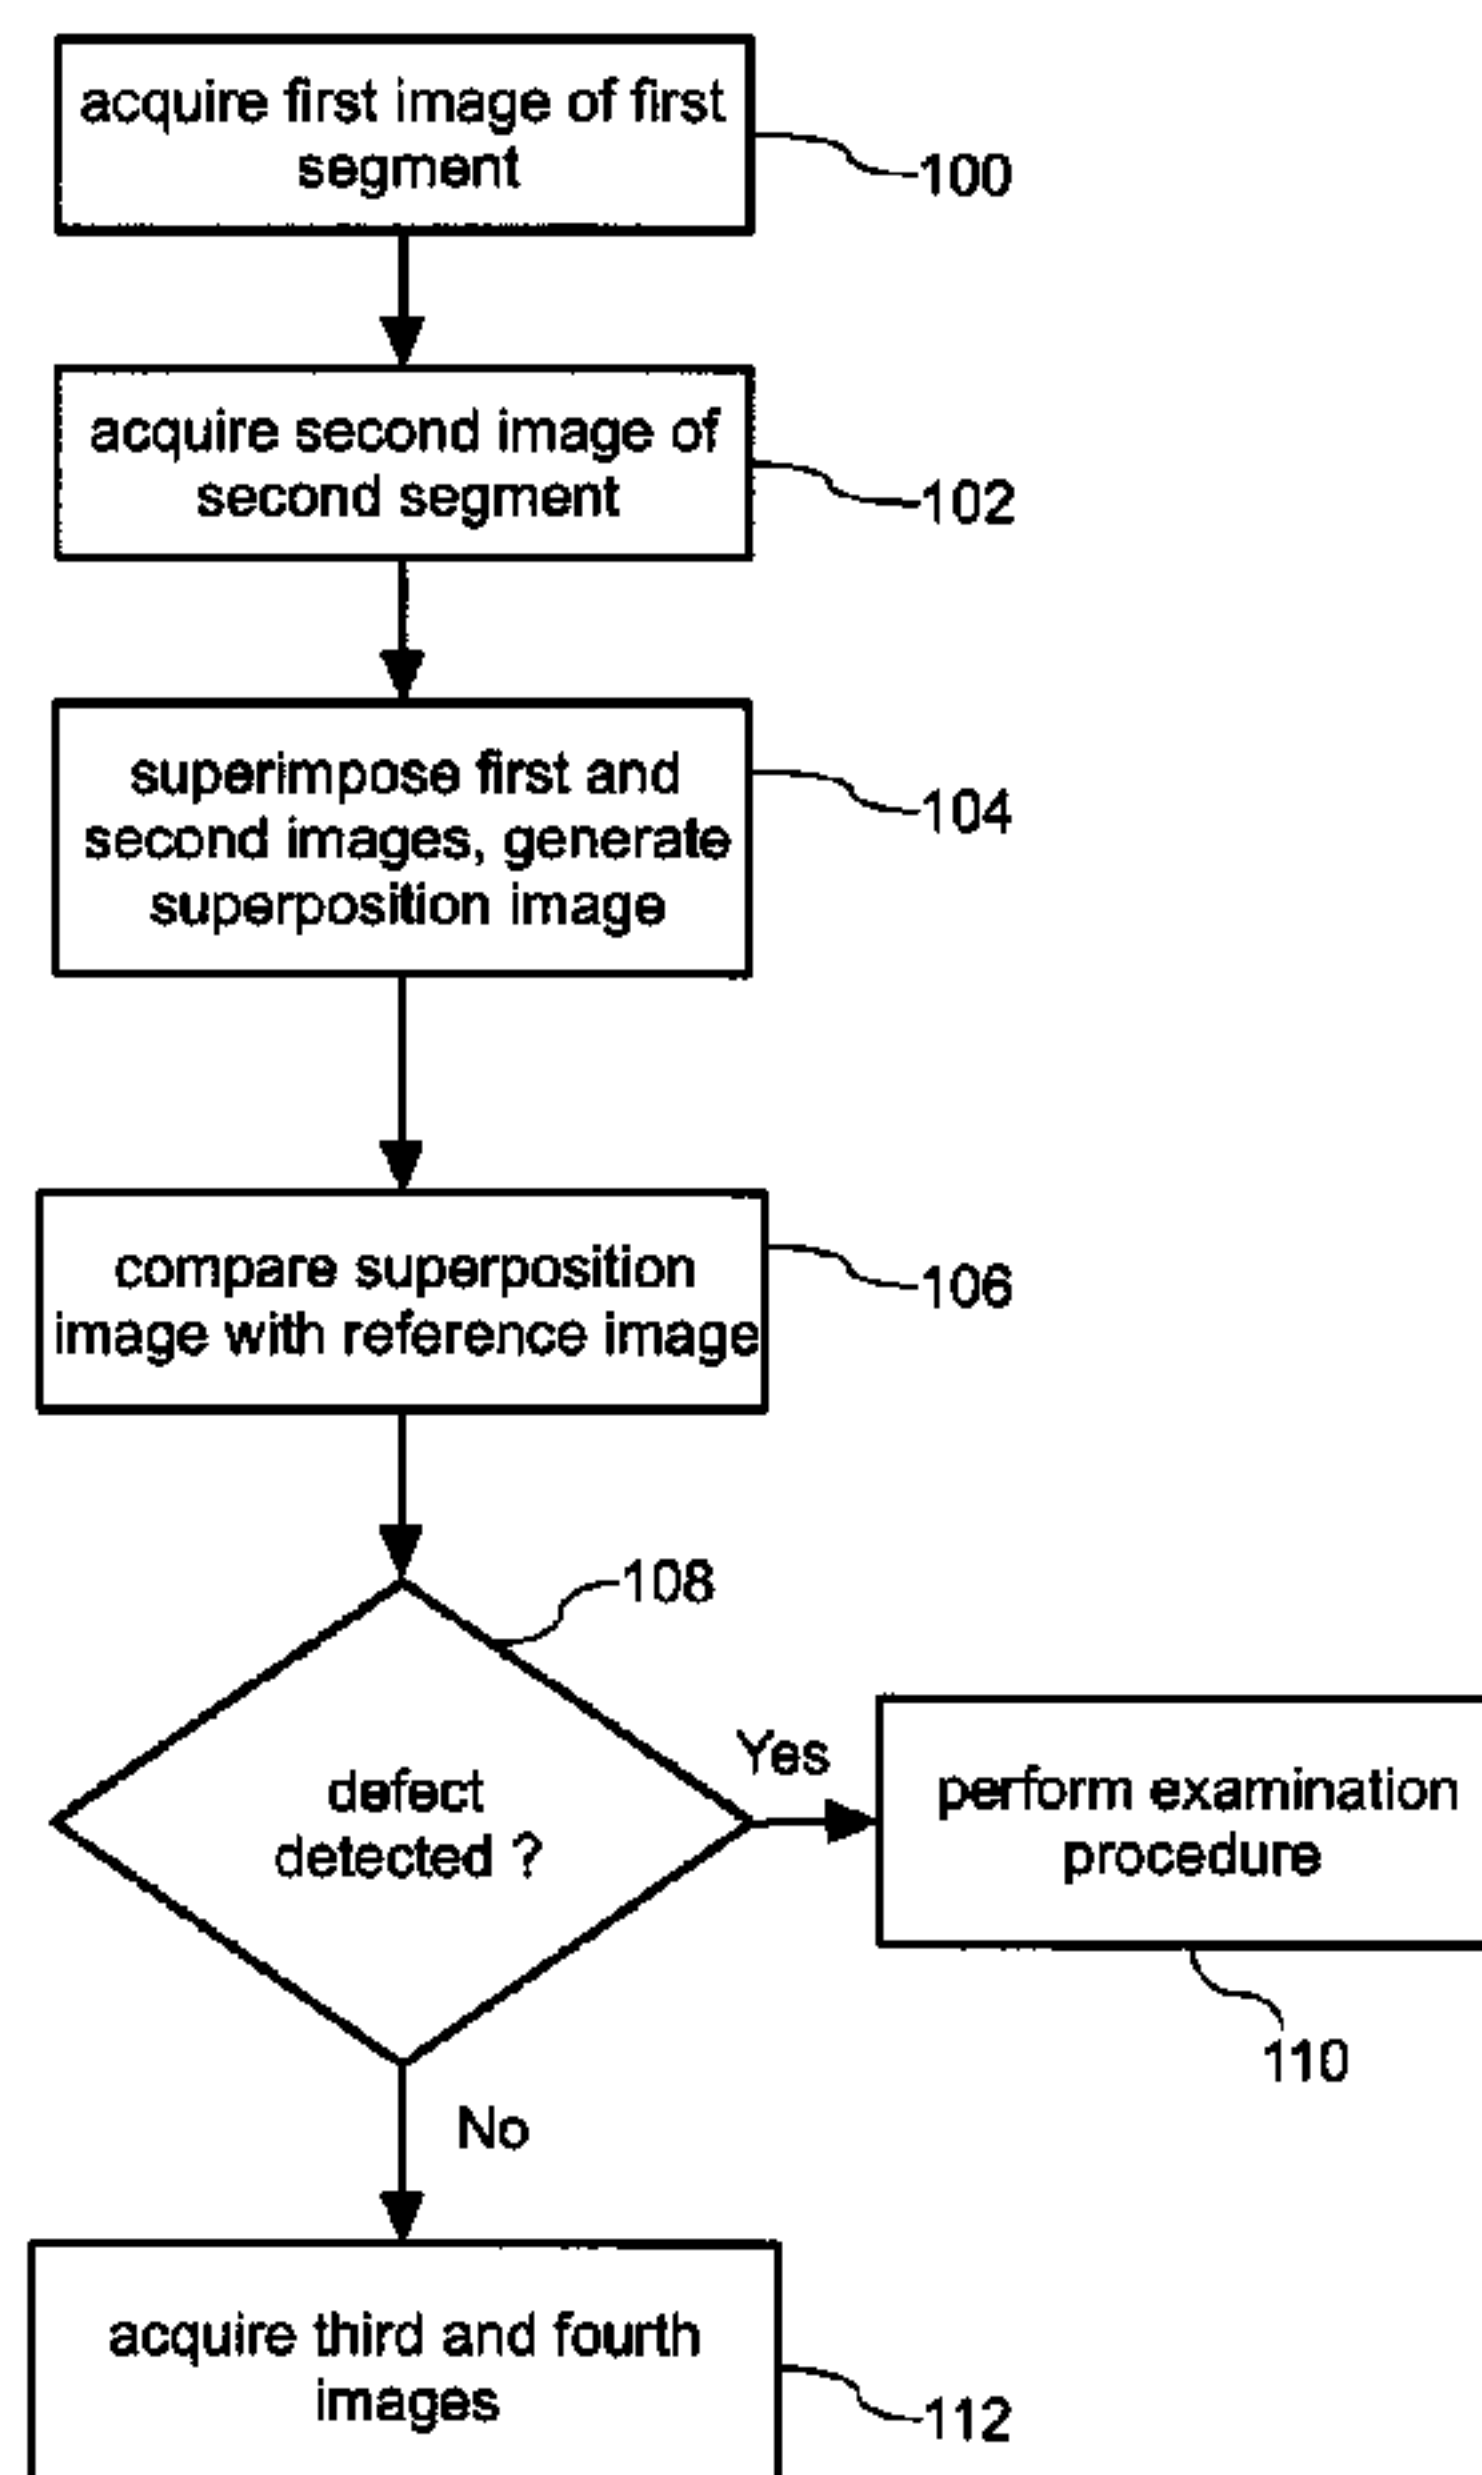 acquire first image of first
segment
100
acquire second image of
second segment
102
superimpose first and
second images, generate
superposition image
104
compare superposition
image with reference image
106
108
defect
detected ?
Yes
perform examination
procedure
110
No
acquire third and fourth
images
112